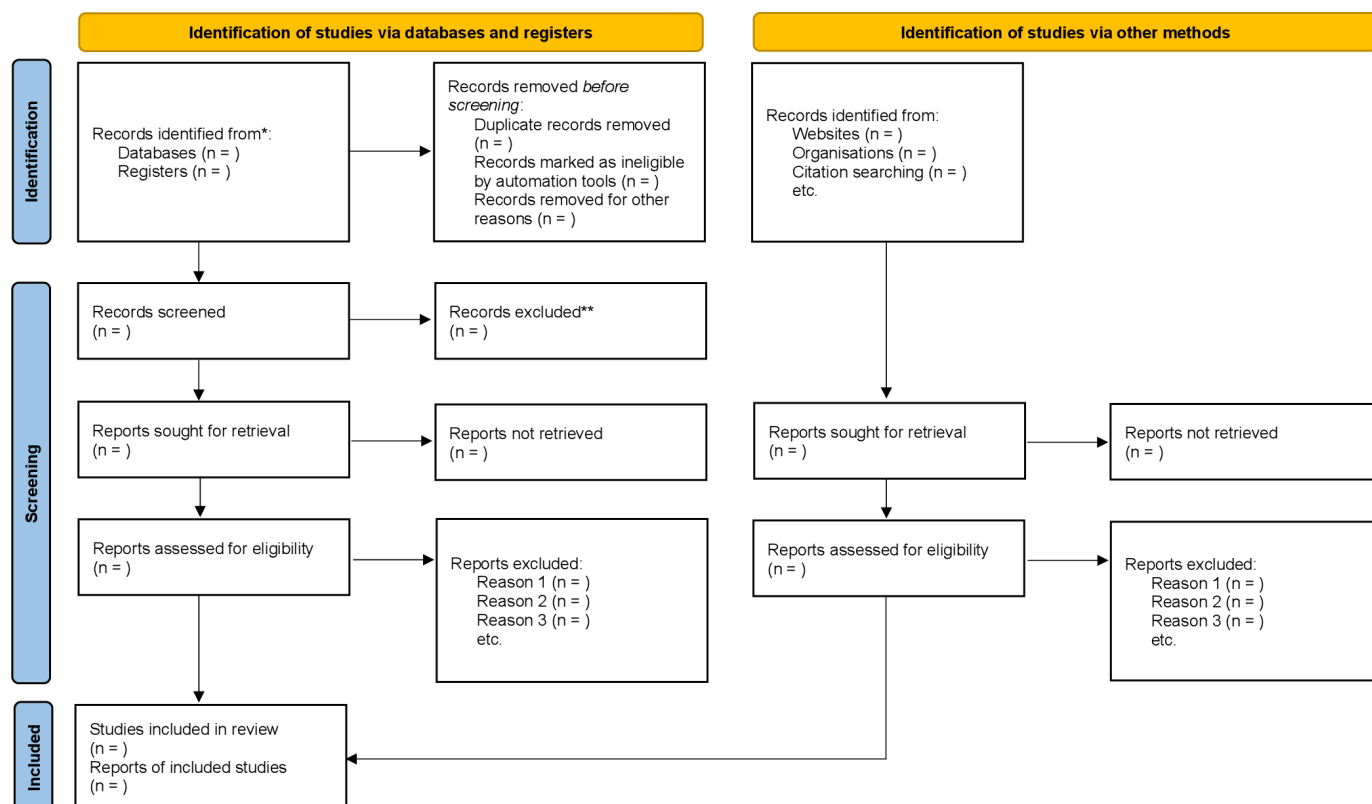 Identification of studies via databases and registers
Identification of studies via other methods
Identification
Records identified from*:
Databases (n = )
Registers (n = )
Records removed before
screening:
Duplicate records removed
(n = )
Records marked as ineligible
by automation tools (n = )
Records removed for other
reasons (n = )
Records identified from:
Websites (n = )
Organisations (n = )
Citation searching (n = )
etc.
Screening
Records screened
(n = )
Records excluded**
(n = )
Reports sought for retrieval
(n = )
Reports not retrieved
(n = )
Reports sought for retrieval
(n = )
Reports not retrieved
(n = )
Reports assessed for eligibility
(n = )
Reports excluded:
Reason 1 (n = )
Reason 2 (n = )
Reason 3 (n = )
etc.
Reports assessed for eligibility
(n = )
Reports excluded:
Reason 1 (n = )
Reason 2 (n = )
Reason 3 (n = )
etc.
Included
Studies included in review
(n = )
Reports of included studies
(n = )